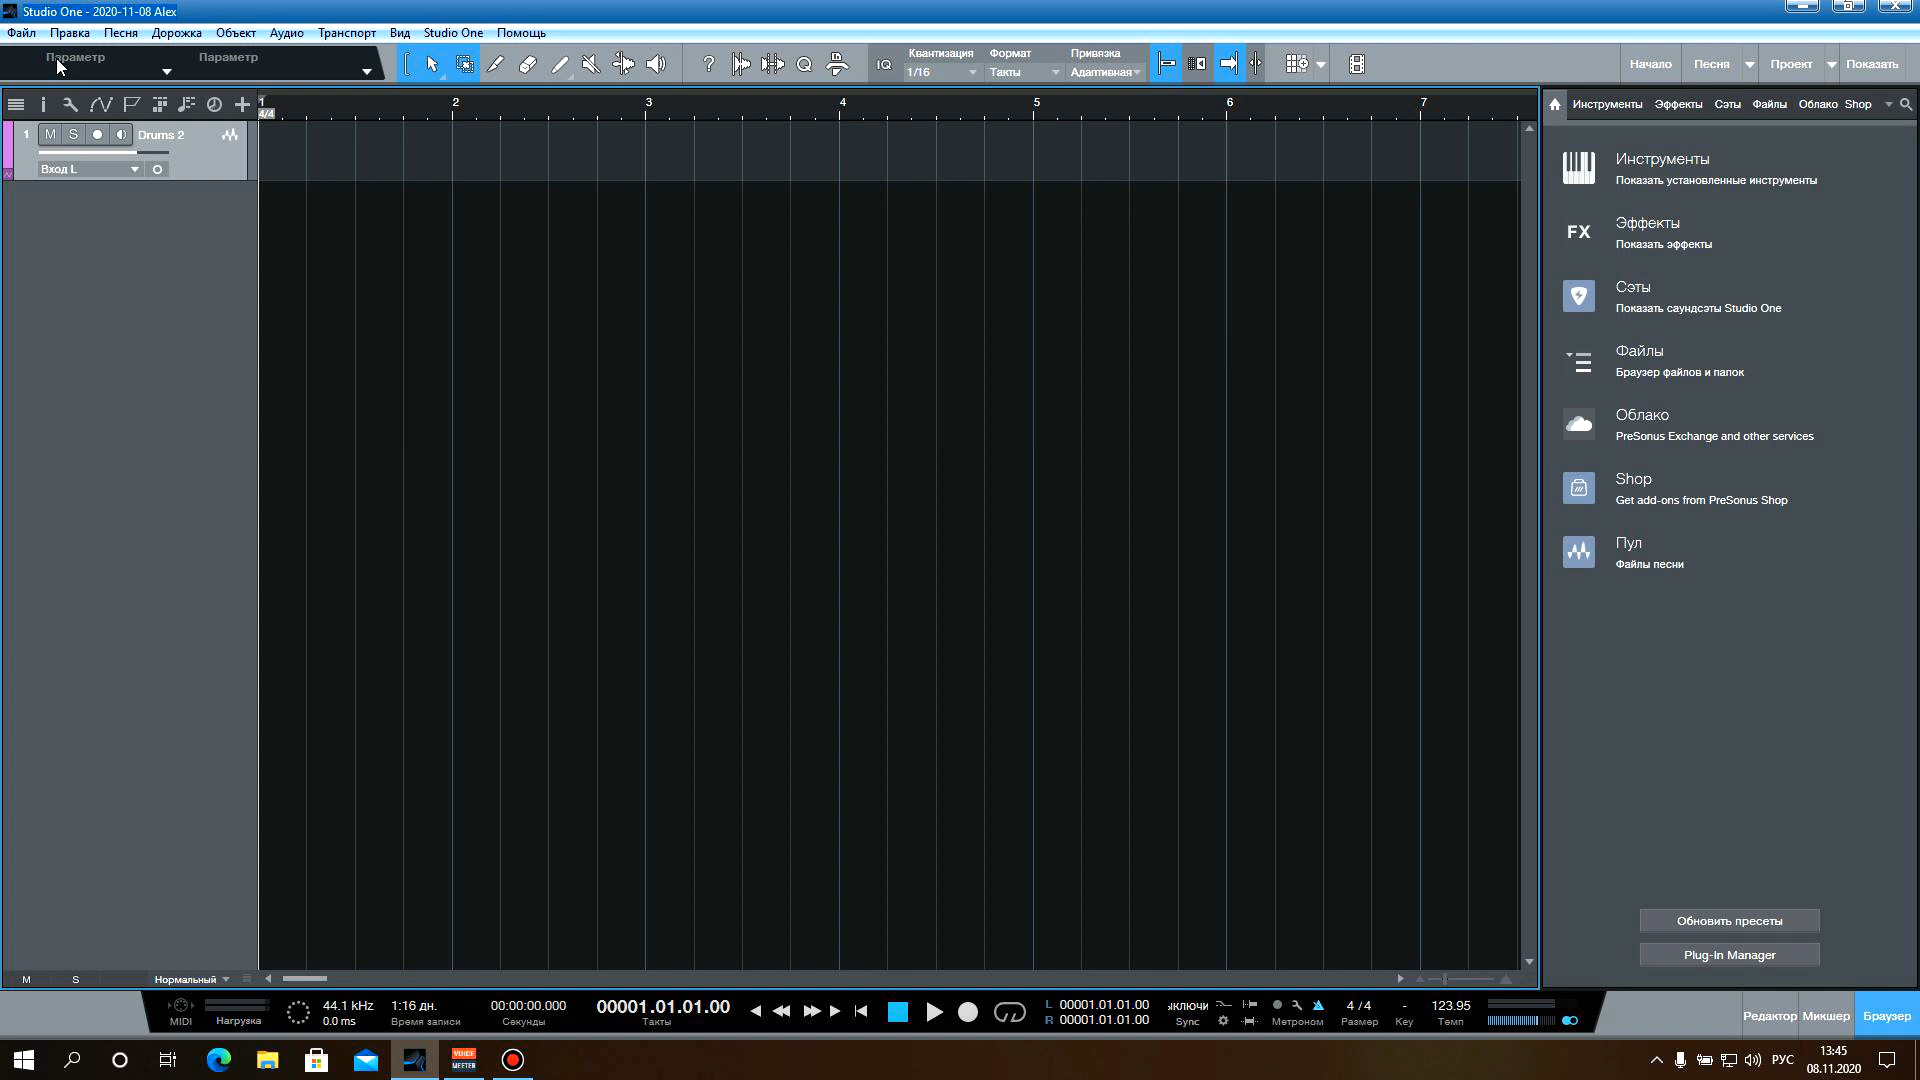 Studio One - 2020-11-08 Alex
Файл Правка Песня Дорожка Объект Аудио Транспорт Вид Studio One Помощь
Параметр Параметр
IQ Квантизация Формат Привязка
1/16 Такты Адаптивная
Начало Песня Проект Показать
1 2 3 4 5 6 7
4/4
Инструменты Эффекты Сэты Файлы Облако Shop
1 M S Drums 2
Вход L
Инструменты
Показать установленные инструменты
FX
Эффекты
Показать эффекты
Сэты
Показать саундсэты Studio One
Файлы
Браузер файлов и папок
Облако
PreSonus Exchange and other services
Shop
Get add-ons from PreSonus Shop
Пул
Файлы песни
Обновить пресеты
Plug-In Manager
M S Нормальный
MIDI Нагрузка
44.1 kHz
0.0 ms
1:16 дн.
Время записи
00:00:00.000
Секунды
00001.01.01.00
Такты
L 00001.01.01.00
R 00001.01.01.00
ыключи
Sync
Метроном
4 / 4
Размер
-
Key
123.95
Темп
Редактор Микшер Браузер
VOICE
MEETER
РУС
13:45
08.11.2020